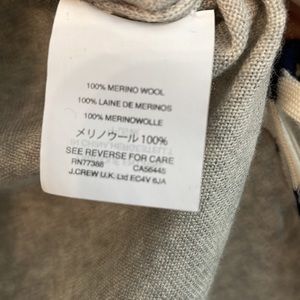 100% MERINO WOOL
100% LAINE DE MERINOS
100% MERINOWOLLE
メリノウール 100%
SEE REVERSE FOR CARE
RN77388 CA56445
J.CREW U.K. Ltd EC4V 6JA